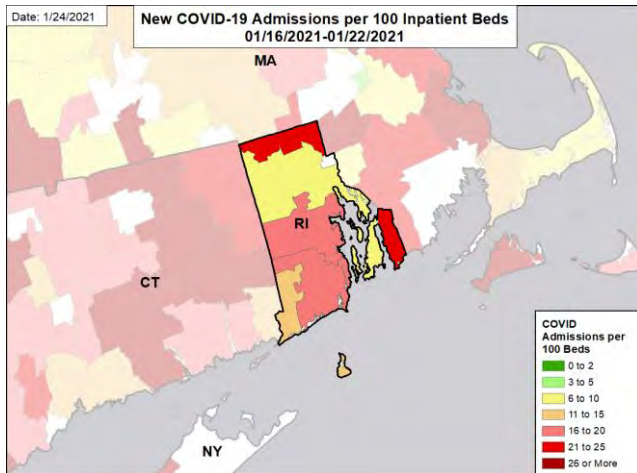 Date: 1/24/2021
New COVID-19 Admissions per 100 Inpatient Beds
01/16/2021-01/22/2021
MA
RI
CT
NY
COVID
Admissions per
100 Beds
0 to 2
3 to 5
6 to 10
11 to 15
16 to 20
21 to 25
26 or More